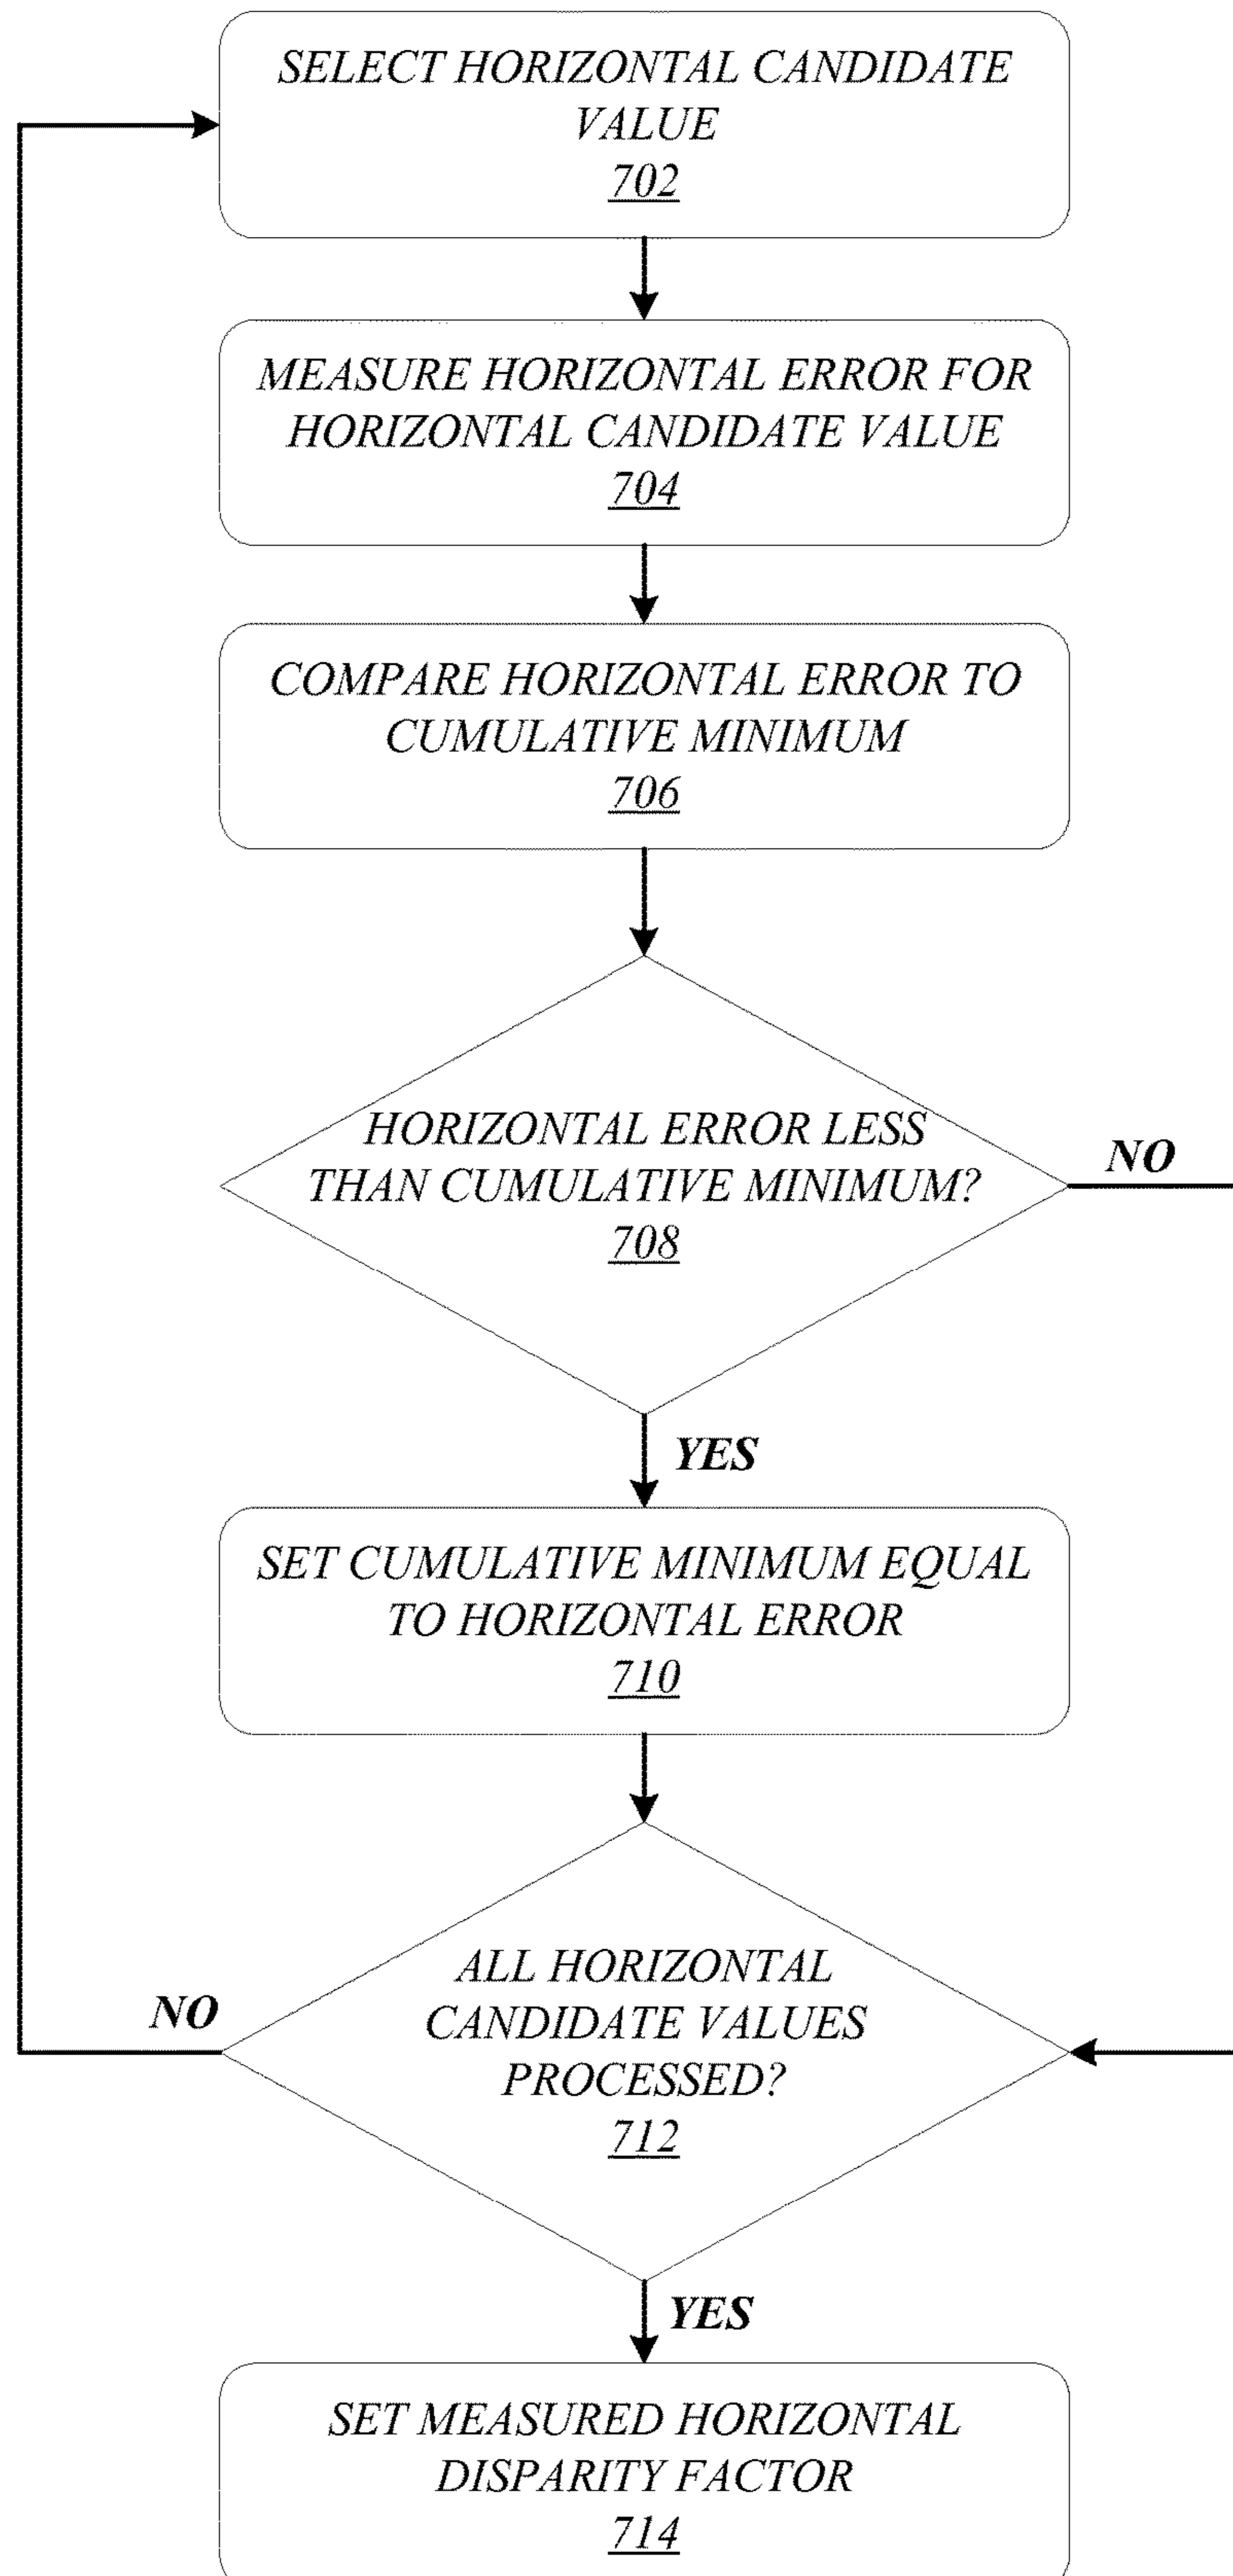 SELECT HORIZONTAL CANDIDATE
VALUE
702
MEASURE HORIZONTAL ERROR FOR
HORIZONTAL CANDIDATE VALUE
704
COMPARE HORIZONTAL ERROR TO
CUMULATIVE MINIMUM
706
HORIZONTAL ERROR LESS
THAN CUMULATIVE MINIMUM?
708
NO
YES
SET CUMULATIVE MINIMUM EQUAL
TO HORIZONTAL ERROR
710
ALL HORIZONTAL
CANDIDATE VALUES
PROCESSED?
712
NO
YES
SET MEASURED HORIZONTAL
DISPARITY FACTOR
714